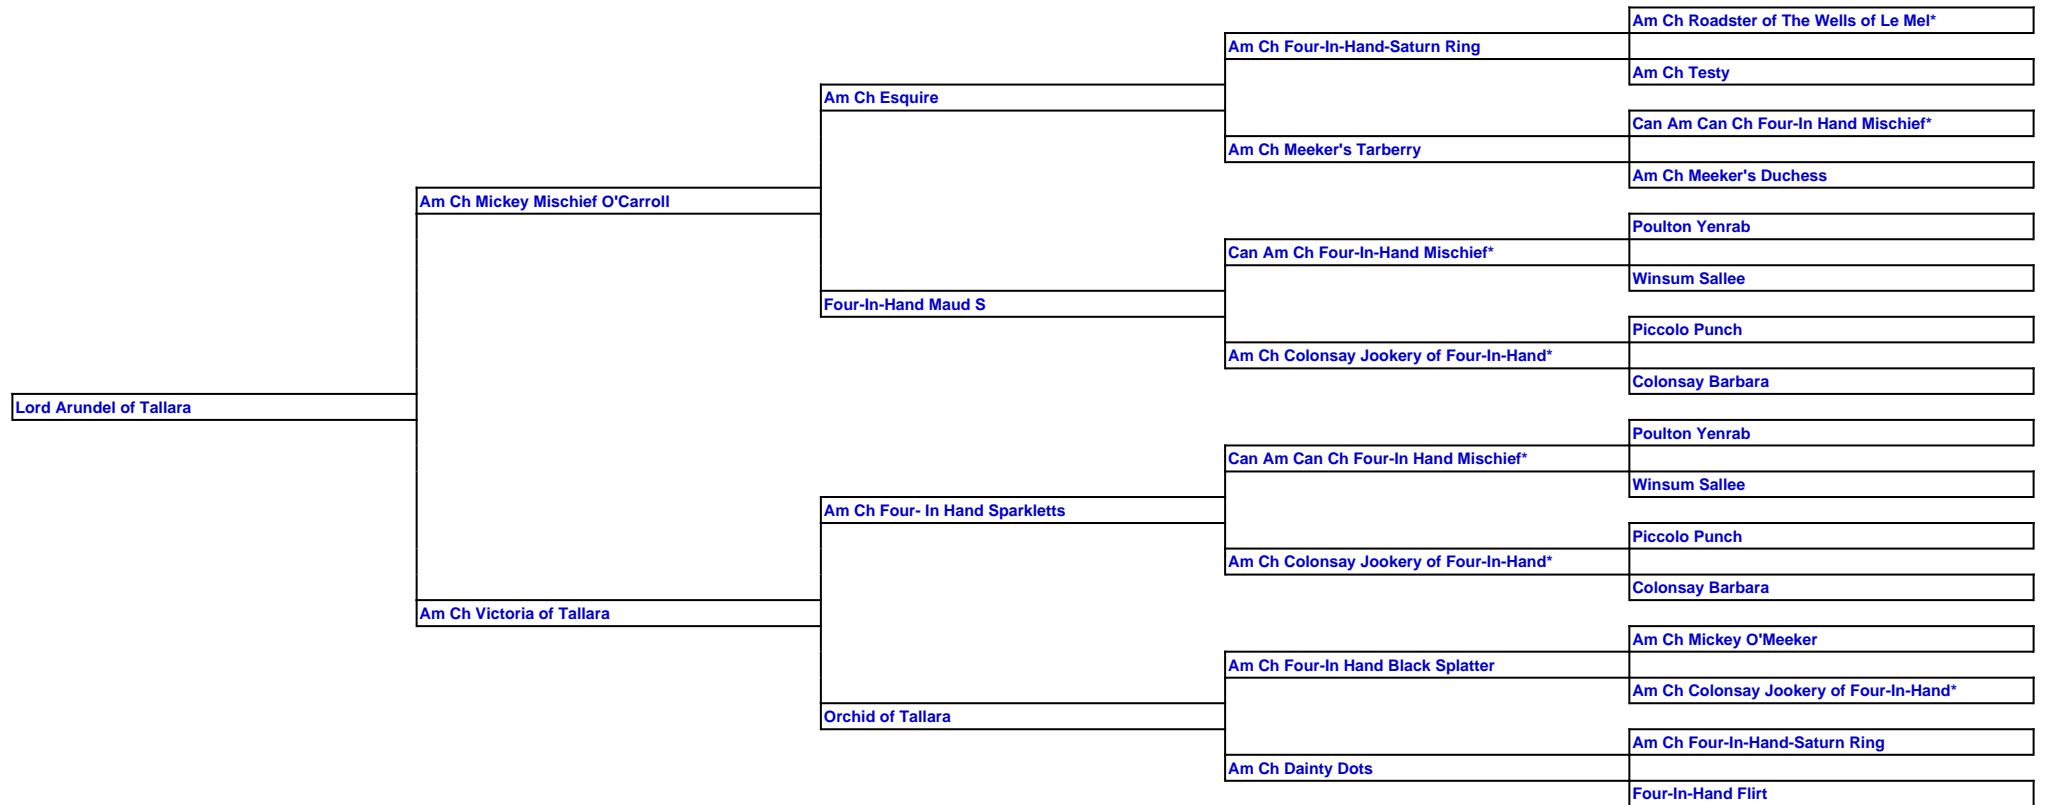 Am Ch Roadster of The Wells of Le Mel*
Am Ch Four-In-Hand-Saturn Ring
Am Ch Testy
Am Ch Esquire
Can Am Can Ch Four-In Hand Mischief*
Am Ch Meeker's Tarberry
Am Ch Meeker's Duchess
Am Ch Mickey Mischief O'Carroll
Poulton Yenrab
Can Am Ch Four-In-Hand Mischief*
Winsum Sallee
Four-In-Hand Maud S
Piccolo Punch
Am Ch Colonsay Jookery of Four-In-Hand*
Colonsay Barbara
Lord Arundel of Tallara
Poulton Yenrab
Can Am Can Ch Four-In Hand Mischief*
Winsum Sallee
Am Ch Four- In Hand Sparkletts
Piccolo Punch
Am Ch Colonsay Jookery of Four-In-Hand*
Colonsay Barbara
Am Ch Victoria of Tallara
Am Ch Mickey O'Meeker
Am Ch Four-In Hand Black Splatter
Am Ch Colonsay Jookery of Four-In-Hand*
Orchid of Tallara
Am Ch Four-In-Hand-Saturn Ring
Am Ch Dainty Dots
Four-In-Hand Flirt